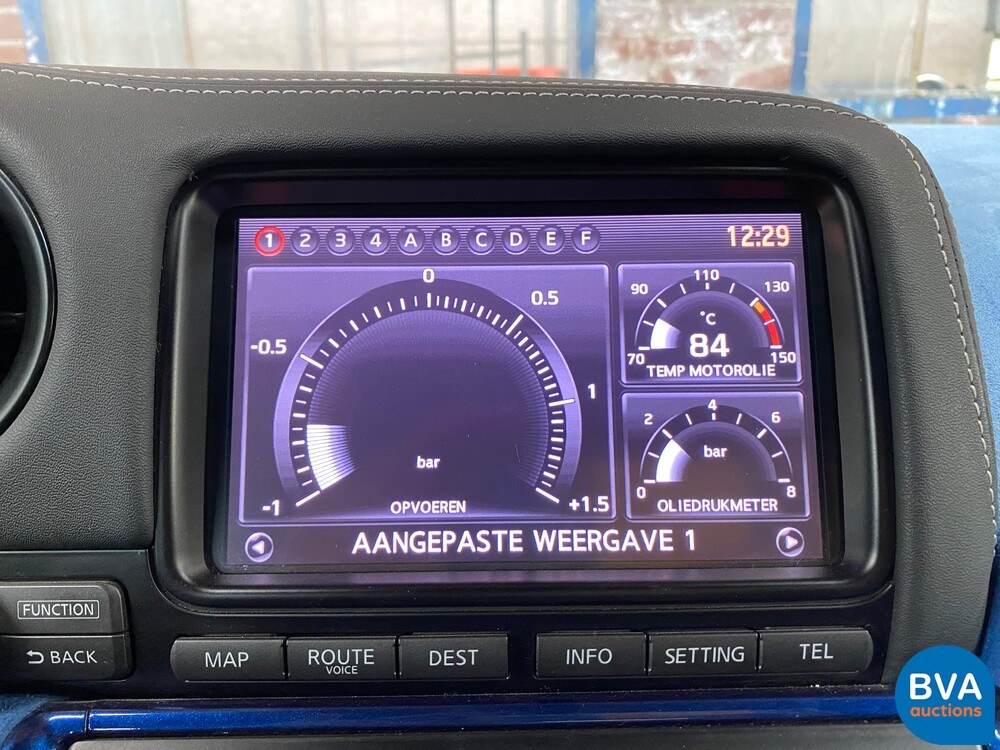 1 2 3 4 A B C D E F 12:29
0
-0.5 0.5
1
-1 +1.5
bar
OPVOEREN
90 110 130
°C
70 84 150
TEMP MOTOROLIE
2 4 6
bar
0 8
OLIEDRUKMETER
AANGEPASTE WEERGAVE 1
FUNCTION
BACK
MAP ROUTE VOICE DEST INFO SETTING TEL
BVA
auctions